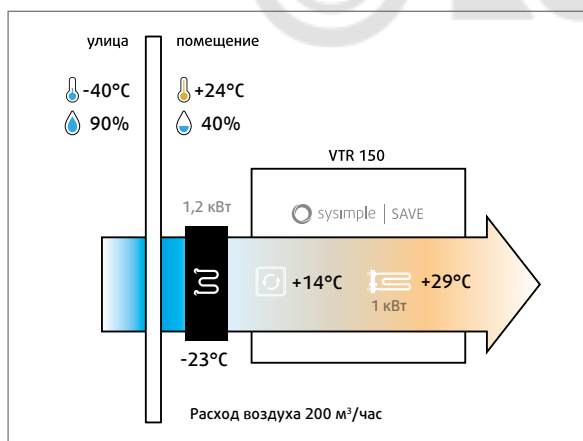 улица помещение
-40°C +24°C
90% 40%
VTR 150
1,2 кВт
sysimple | SAVE
+14°C +29°C
1 кВт
-23°C
Расход воздуха 200 м³/час